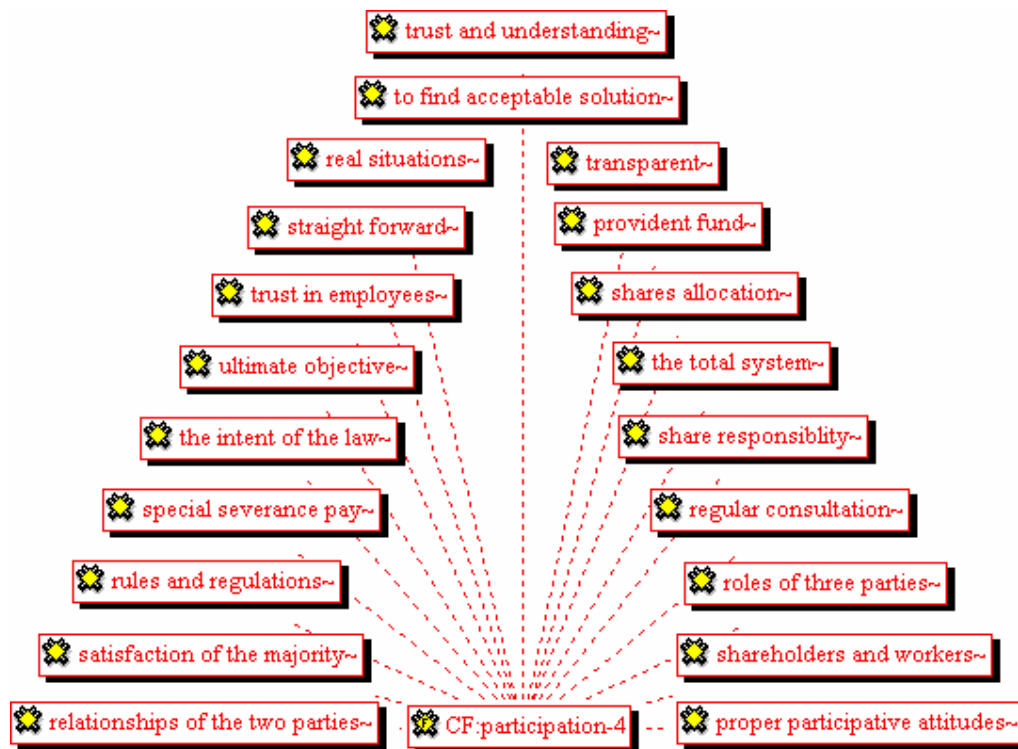 trust and understanding~
to find acceptable solution~
real situations~
transparent~
straight forward~
provident fund~
trust in employees~
shares allocation~
ultimate objective~
the total system~
the intent of the law~
share responsiblity~
special severance pay~
regular consultation~
rules and regulations~
roles of three parties~
satisfaction of the majority~
shareholders and workers~
relationships of the two parties~
CF:participation-4
proper participative attitudes~